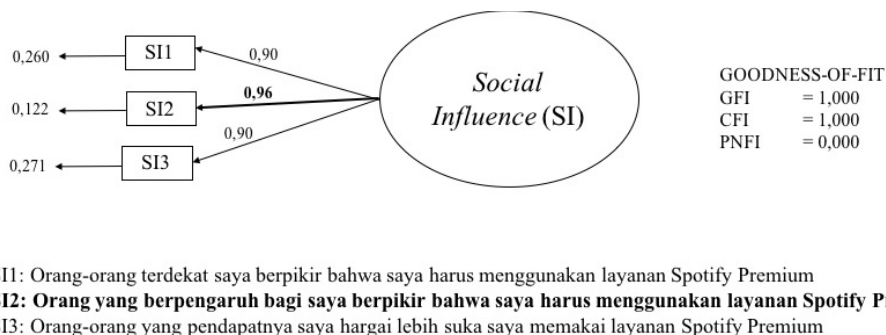 0,260
SI1
0,90
0,122
SI2
0,96
0,271
SI3
0,90
Social
Influence (SI)
GOODNESS-OF-FIT
GFI = 1,000
CFI = 1,000
PNFI = 0,000
I1: Orang-orang terdekat saya berpikir bahwa saya harus menggunakan layanan Spotify Premium
I2: Orang yang berpengaruh bagi saya berpikir bahwa saya harus menggunakan layanan Spotify
I3: Orang-orang yang pendapatnya saya hargai lebih suka saya memakai layanan Spotify Premium